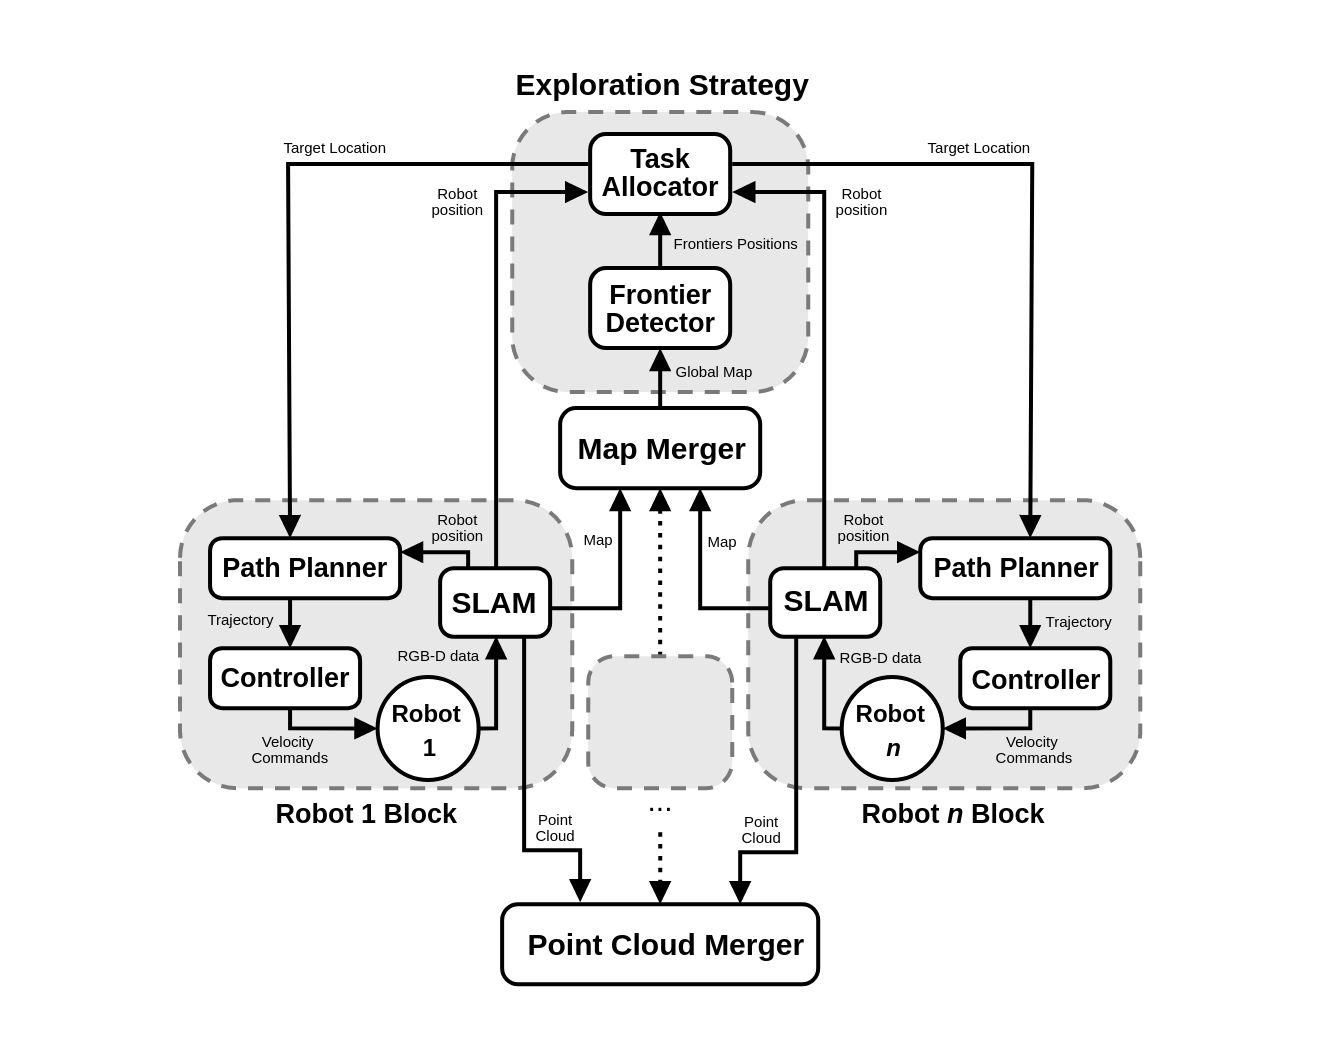 Exploration Strategy
Target Location
Task
Allocator
Target Location
Robot
position
Robot
position
Frontiers Positions
Frontier
Detector
Global Map
Map Merger
Robot
position
Path Planner
SLAM
Map
Trajectory
Controller
RGB-D data
Robot
1
Velocity
Commands
Robot 1 Block
Map
Robot
position
SLAM
Path Planner
Trajectory
RGB-D data
Controller
Robot
n
Velocity
Commands
Robot n Block
...
Point
Cloud
Point
Cloud
Point Cloud Merger